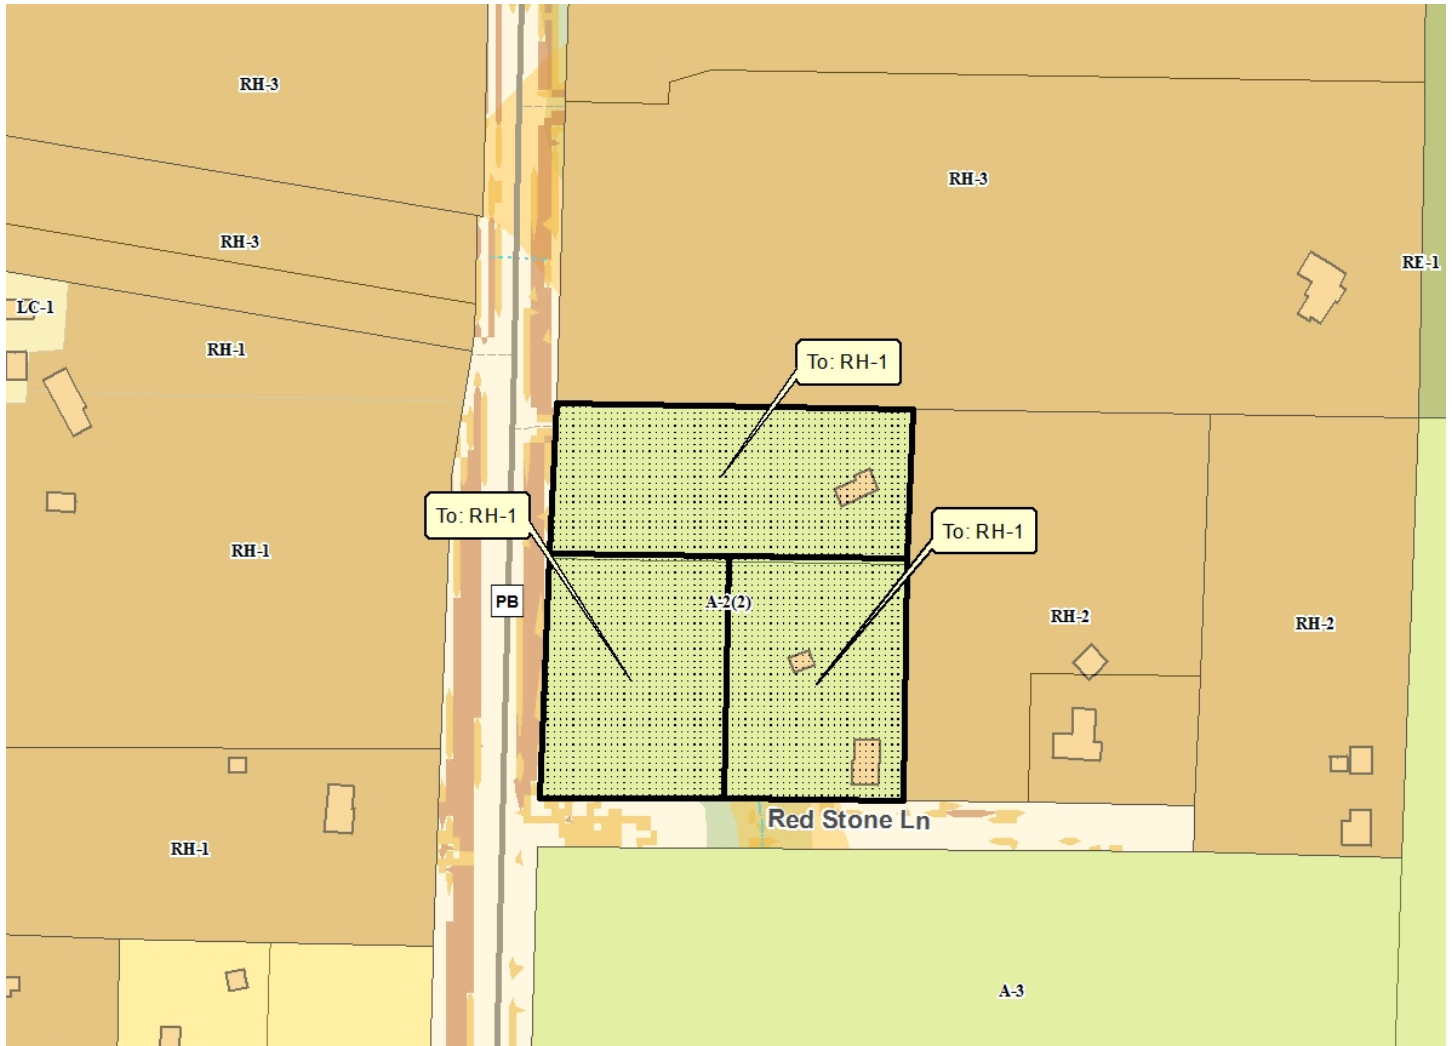 RH-3
RH-3
RH-3
RE-1
LC-1
RH-1
To: RH-1
To: RH-1
To: RH-1
RH-1
PB
A-2(2)
RH-2
RH-2
Red Stone Ln
RH-1
A-3